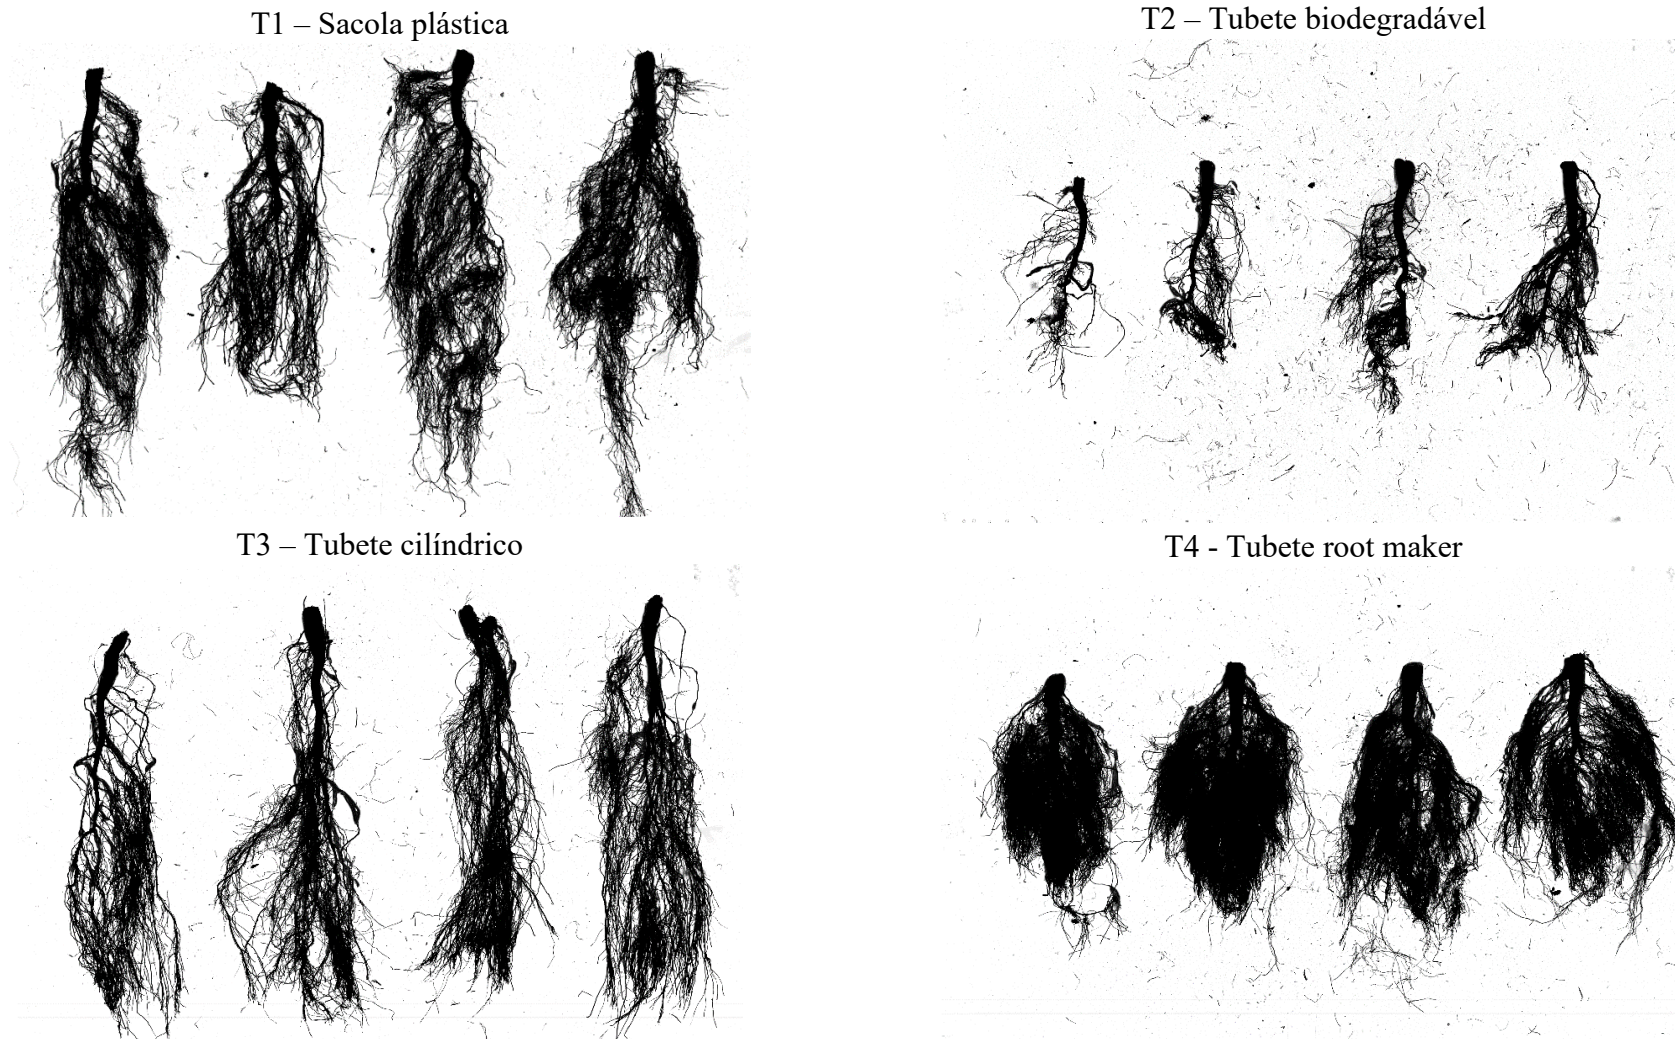 T1 – Sacola plástica
T2 – Tubete biodegradável
T3 – Tubete cilíndrico
T4 - Tubete root maker